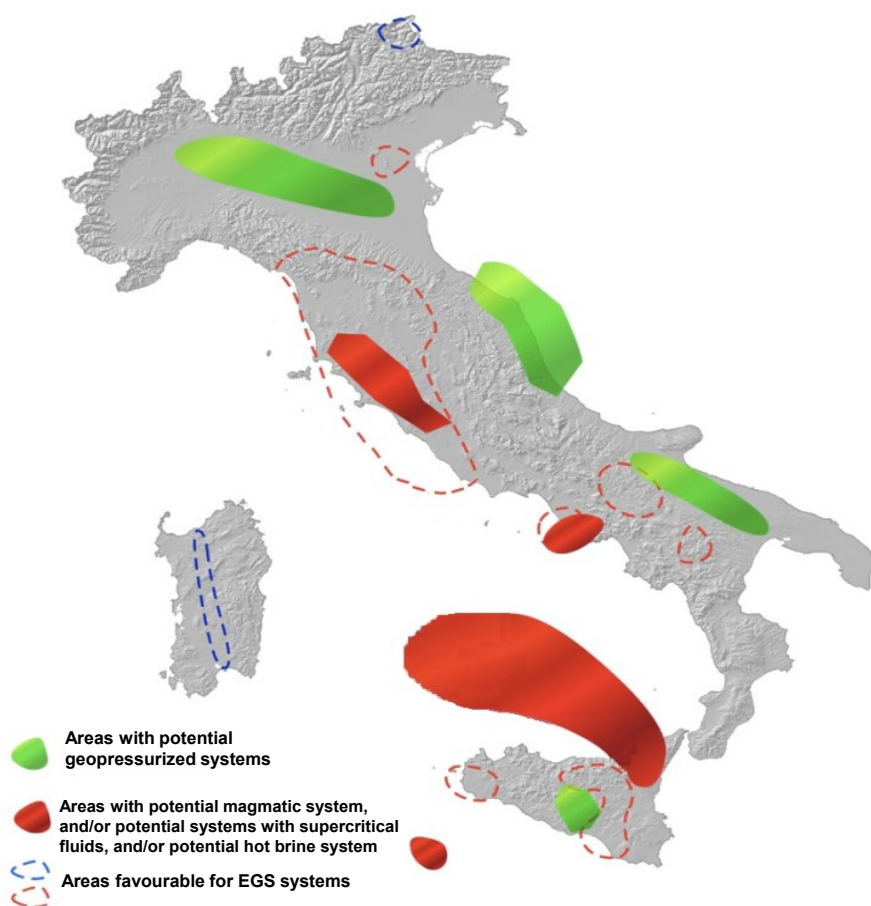 Areas with potential
geopressurized systems
Areas with potential magmatic system,
and/or potential systems with supercritical
fluids, and/or potential hot brine system
Areas favourable for EGS systems